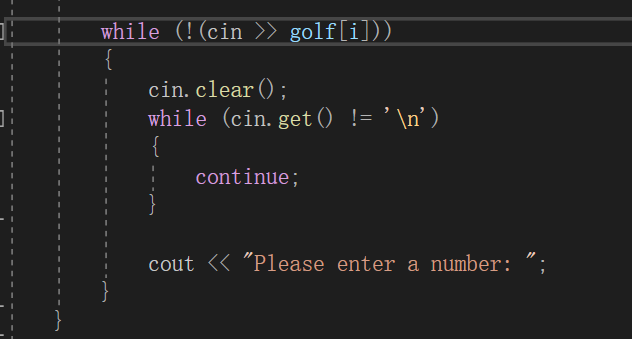 while (!(cin >> golf[i]))
{
cin.clear();
while (cin.get() != '\n')
{
continue;
}
cout << "Please enter a number: ";
}
}